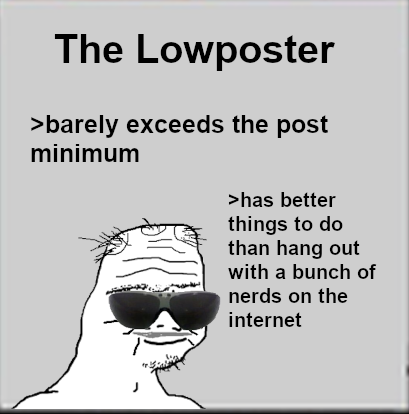 The Lowposter
>barely exceeds the post
minimum
>has better
things to do
than hang out
with a bunch of
nerds on the
internet